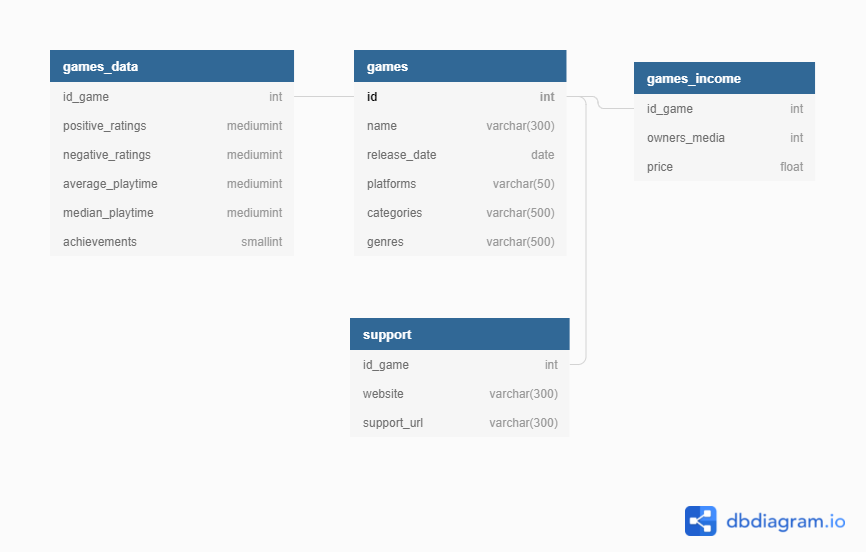 games_data
id_game int
positive_ratings mediumint
negative_ratings mediumint
average_playtime mediumint
median_playtime mediumint
achievements smallint
games
id int
name varchar(300)
release_date date
platforms varchar(50)
categories varchar(500)
genres varchar(500)
games_income
id_game int
owners_media int
price float
support
id_game int
website varchar(300)
support_url varchar(300)
dbdiagram.io